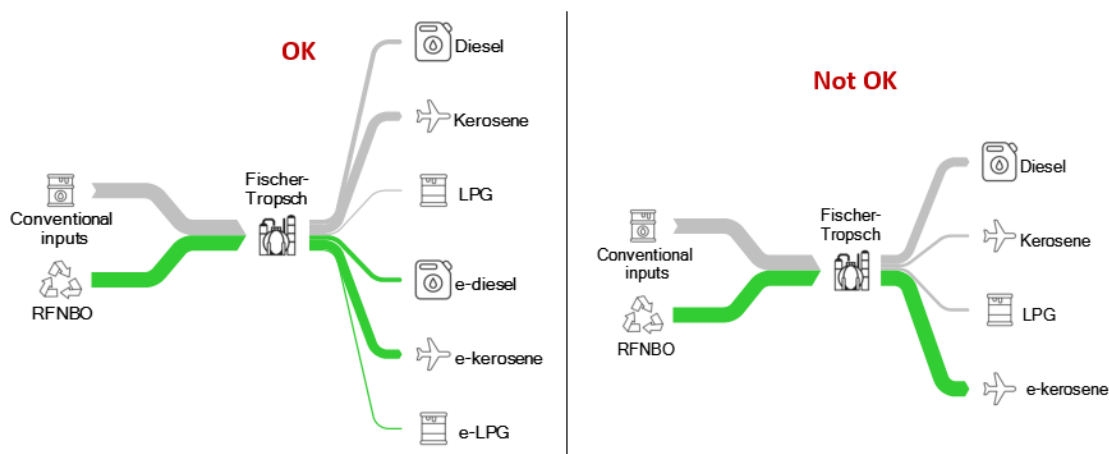 OK
Diesel
Kerosene
Fischer-
Tropsch
LPG
Conventional
inputs
e-diesel
RFNBO
e-kerosene
e-LPG
Not OK
Diesel
Fischer-
Tropsch
Kerosene
Conventional
inputs
LPG
RFNBO
e-kerosene